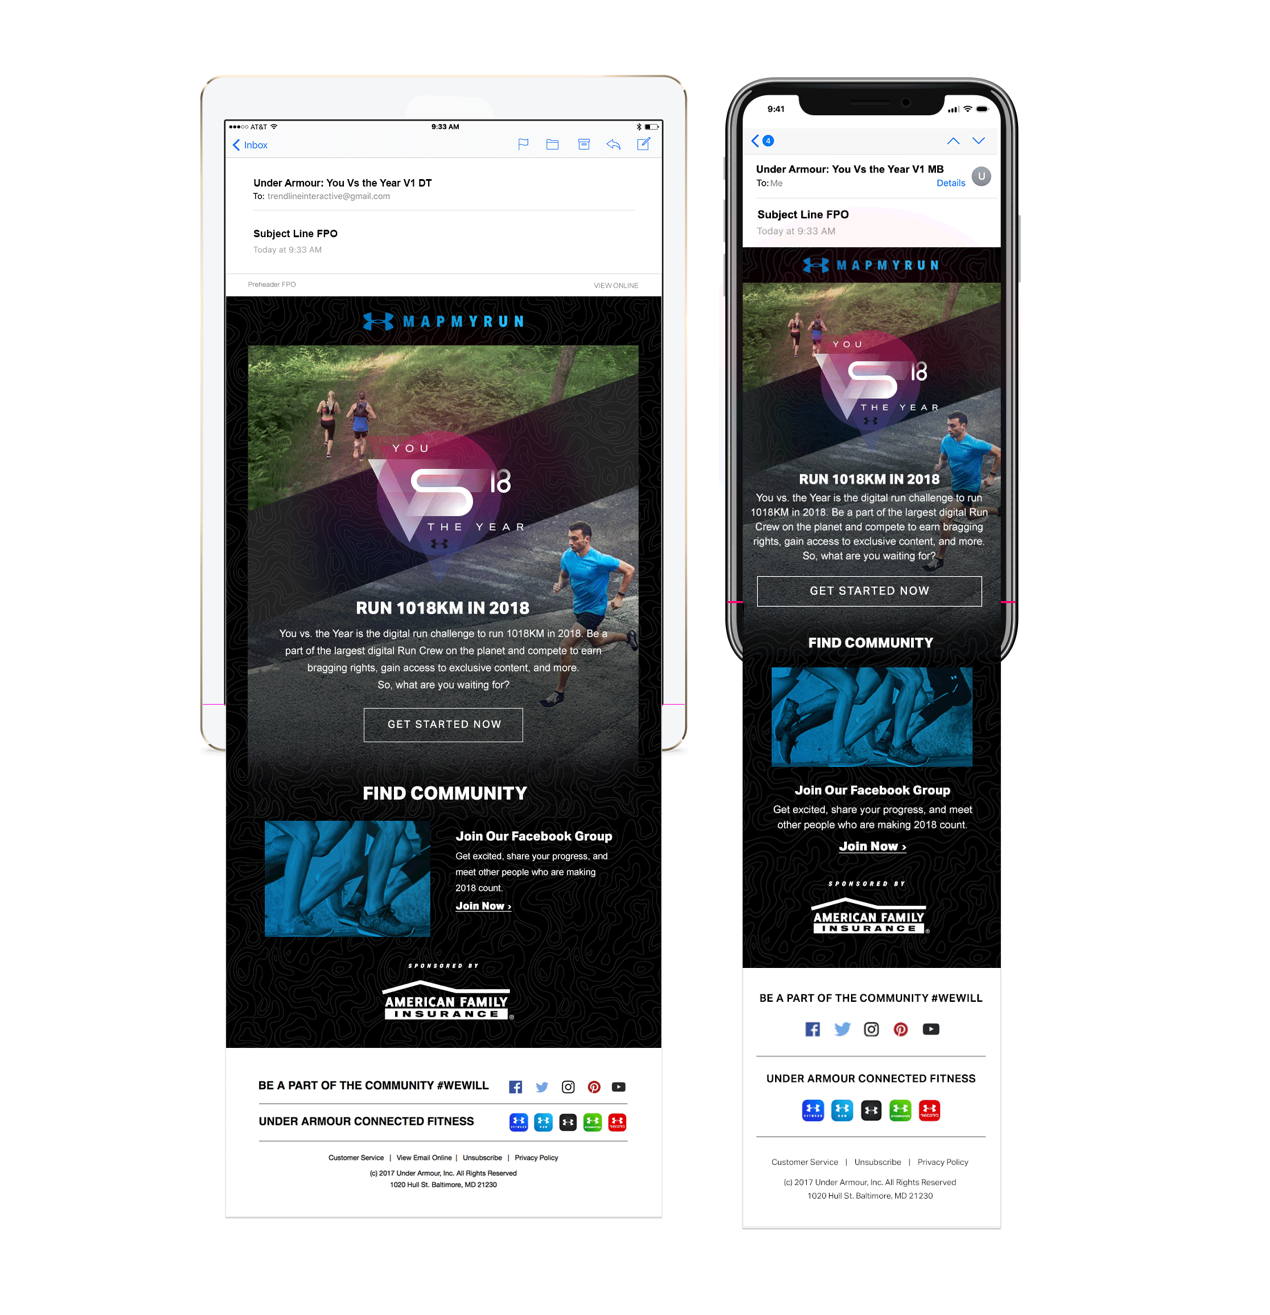 ●●●○○ AT&T 9:33 AM
Inbox
Under Armour: You Vs the Year V1 DT
To: trendlineinteractive@gmail.com
Subject Line FPO
Today at 9:33 AM
Preheader FPO VIEW ONLINE
MAPMYRUN
YOU
VS 18
THE YEAR
RUN 1018KM IN 2018
You vs. the Year is the digital run challenge to run 1018KM in 2018. Be a
part of the largest digital Run Crew on the planet and compete to earn
bragging rights, gain access to exclusive content, and more.
So, what are you waiting for?
GET STARTED NOW
FIND COMMUNITY
Join Our Facebook Group
Get excited, share your progress, and
meet other people who are making
2018 count.
Join Now ›
SPONSORED BY
AMERICAN FAMILY
INSURANCE®
BE A PART OF THE COMMUNITY #WEWILL
UNDER ARMOUR CONNECTED FITNESS
Customer Service | View Email Online | Unsubscribe | Privacy Policy
(c) 2017 Under Armour, Inc. All Rights Reserved
1020 Hull St. Baltimore, MD 21230
9:41
4
Under Armour: You Vs the Year V1 MB
To: Me Details U
Subject Line FPO
Today at 9:33 AM
MAPMYRUN
YOU
VS 18
THE YEAR
RUN 1018KM IN 2018
You vs. the Year is the digital run challenge to run
1018KM in 2018. Be a part of the largest digital Run
Crew on the planet and compete to earn bragging
rights, gain access to exclusive content, and more.
So, what are you waiting for?
GET STARTED NOW
FIND COMMUNITY
Join Our Facebook Group
Get excited, share your progress, and meet
other people who are making 2018 count.
Join Now ›
SPONSORED BY
AMERICAN FAMILY
INSURANCE®
BE A PART OF THE COMMUNITY #WEWILL
UNDER ARMOUR CONNECTED FITNESS
Customer Service | Unsubscribe | Privacy Policy
(c) 2017 Under Armour, Inc. All Rights Reserved
1020 Hull St. Baltimore, MD 21230